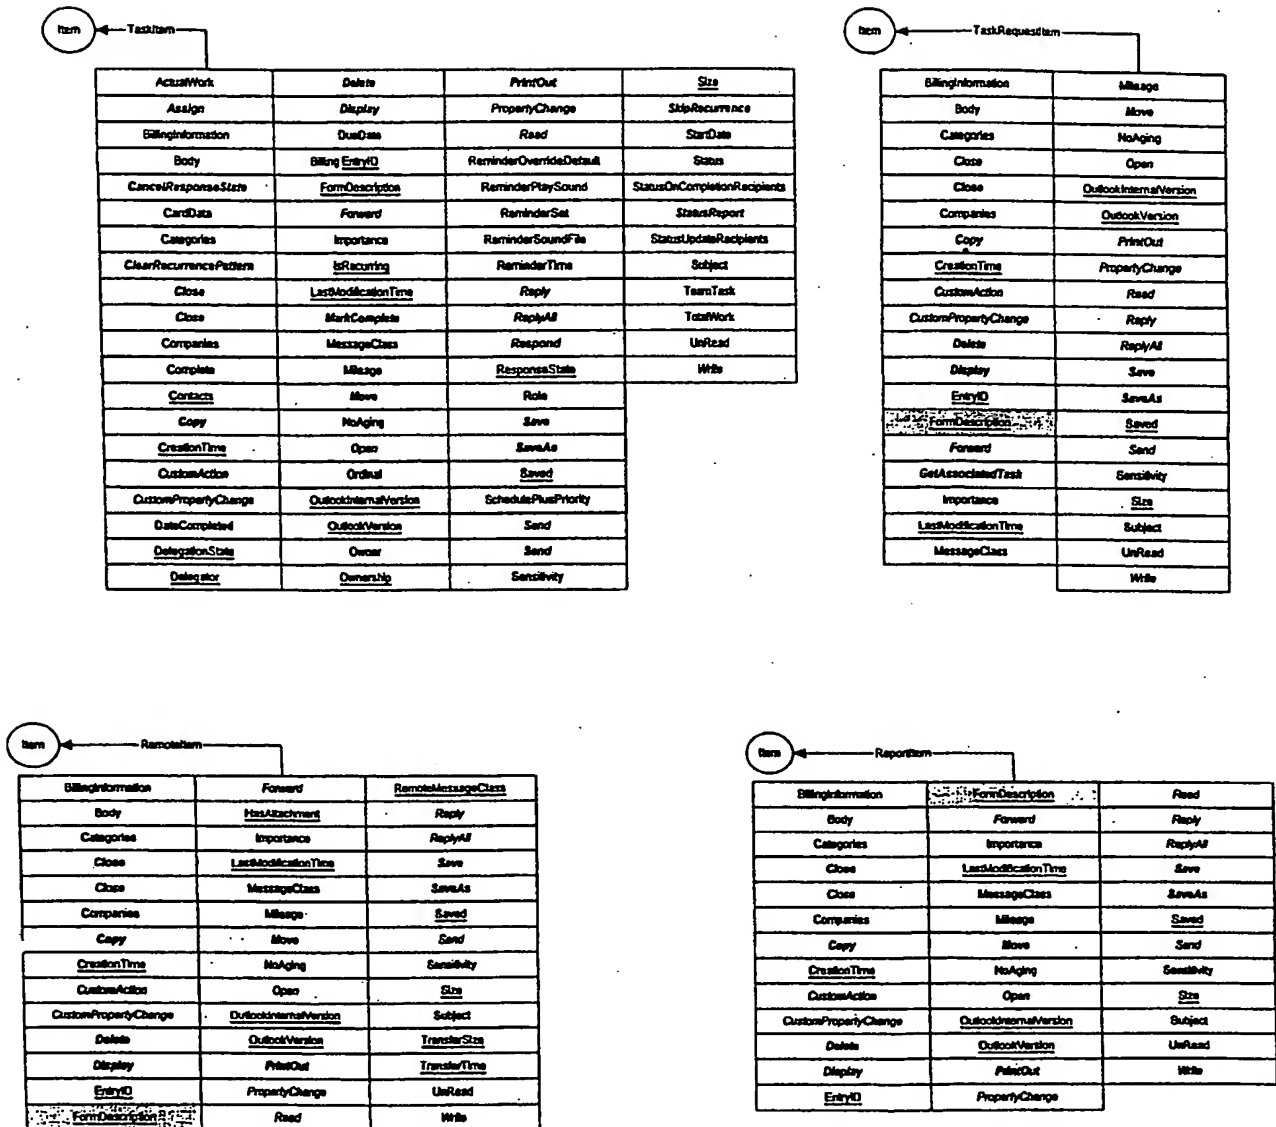 Item
TaskItem
ActualWork Delete PrintOut Size
Assign Display PropertyChange SkipRecurrence
BillingInformation DueDate Read StartDate
Body Billing EntryID ReminderOverrideDefault Status
CancelResponseState FormDescription ReminderPlaySound StatusOnCompletionRecipients
CardData Forward ReminderSet StatusReport
Categories Importance ReminderSoundFile StatusUpdateRecipients
ClearRecurrencePattern IsRecurring ReminderTime Subject
Close LastModificationTime Reply TeamTask
Close MarkComplete ReplyAll TotalWork
Companies MessageClass Respond UnRead
Complete Mileage ResponseState Write
Contacts Move Role
Copy NoAging Save
CreationTime Open SaveAs
CustomAction Ordinal Saved
CustomPropertyChange OutlookInternalVersion SchedulePlusPriority
DateCompleted OutlookVersion Send
DelegationState Owner Send
Delegator Ownership Sensitivity
Item
TaskRequestItem
BillingInformation Mileage
Body Move
Categories NoAging
Close Open
Close OutlookInternalVersion
Companies OutlookVersion
Copy PrintOut
CreationTime PropertyChange
CustomAction Read
CustomPropertyChange Reply
Delete ReplyAll
Display Save
EntryID SaveAs
FormDescription Saved
Forward Send
GetAssociatedTask Sensitivity
Importance Size
LastModificationTime Subject
MessageClass UnRead
Write
Item
RemoteItem
BillingInformation Forward RemoteMessageClass
Body HasAttachment Reply
Categories Importance ReplyAll
Close LastModificationTime Save
Close MessageClass SaveAs
Companies Mileage Saved
Copy Move Send
CreationTime NoAging Sensitivity
CustomAction Open Size
CustomPropertyChange OutlookInternalVersion Subject
Delete OutlookVersion TransferSize
Display PrintOut TransferTime
EntryID PropertyChange UnRead
FormDescription Read Write
Item
ReportItem
BillingInformation FormDescription Read
Body Forward Reply
Categories Importance ReplyAll
Close LastModificationTime Save
Close MessageClass SaveAs
Companies Mileage Saved
Copy Move Send
CreationTime NoAging Sensitivity
CustomAction Open Size
CustomPropertyChange OutlookInternalVersion Subject
Delete OutlookVersion UnRead
Display PrintOut Write
EntryID PropertyChange